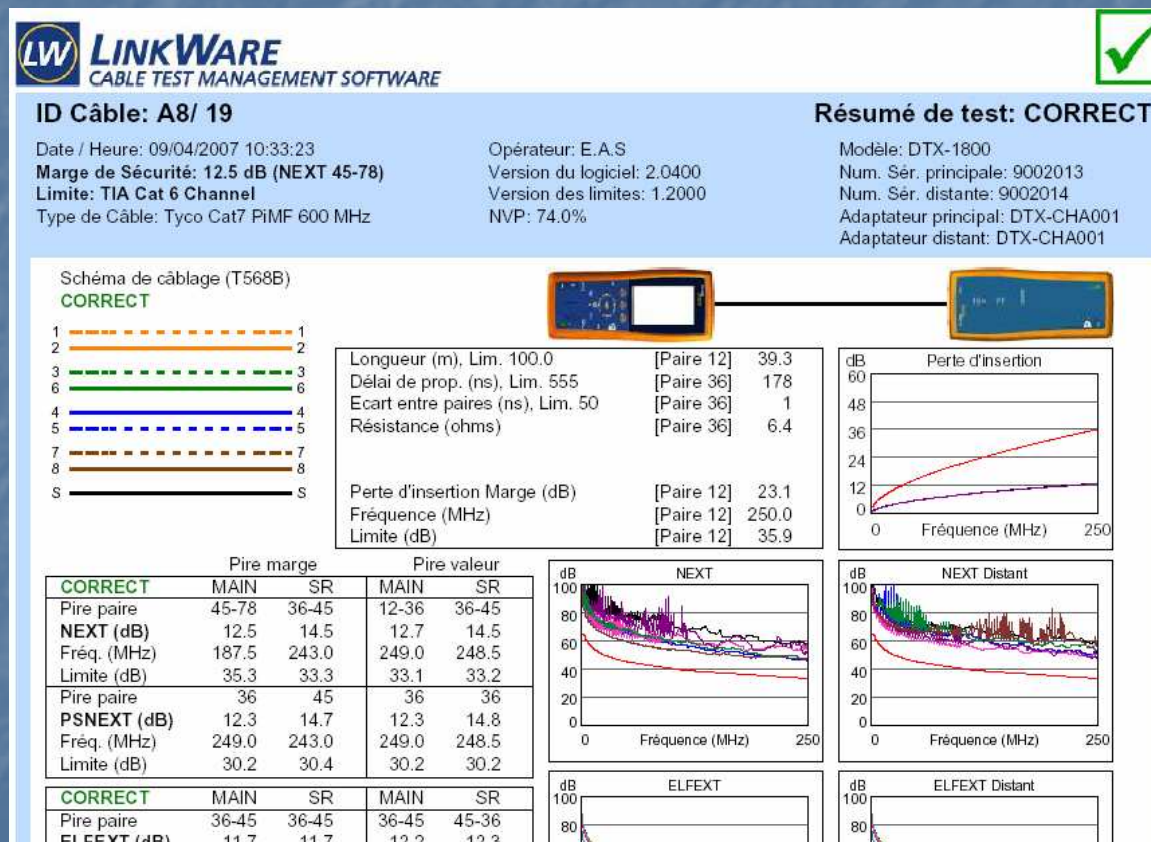 LW LINKWARE
CABLE TEST MANAGEMENT SOFTWARE
ID Câble: A8/ 19
Résumé de test: CORRECT
Date / Heure: 09/04/2007 10:33:23
Marge de Sécurité: 12.5 dB (NEXT 45-78)
Limite: TIA Cat 6 Channel
Type de Câble: Tyco Cat7 PiMF 600 MHz
Opérateur: E.A.S
Version du logiciel: 2.0400
Version des limites: 1.2000
NVP: 74.0%
Modèle: DTX-1800
Num. Sér. principale: 9002013
Num. Sér. distante: 9002014
Adaptateur principal: DTX-CHA001
Adaptateur distant: DTX-CHA001
Schéma de câblage (T568B)
CORRECT
1 1
2 2
3 3
6 6
4 4
5 5
7 7
8 8
S S
Longueur (m), Lim. 100.0 [Paire 12] 39.3
Délai de prop. (ns), Lim. 555 [Paire 36] 178
Ecart entre paires (ns), Lim. 50 [Paire 36] 1
Résistance (ohms) [Paire 36] 6.4
Perte d'insertion Marge (dB) [Paire 12] 23.1
Fréquence (MHz) [Paire 12] 250.0
Limite (dB) [Paire 12] 35.9
dB Perte d'insertion
60
48
36
24
12
0
0 Fréquence (MHz) 250
Pire marge Pire valeur
CORRECT MAIN SR MAIN SR
Pire paire 45-78 36-45 12-36 36-45
NEXT (dB) 12.5 14.5 12.7 14.5
Fréq. (MHz) 187.5 243.0 249.0 248.5
Limite (dB) 35.3 33.3 33.1 33.2
Pire paire 36 45 36 36
PSNEXT (dB) 12.3 14.7 12.3 14.8
Fréq. (MHz) 249.0 243.0 249.0 248.5
Limite (dB) 30.2 30.4 30.2 30.2
CORRECT MAIN SR MAIN SR
Pire paire 36-45 36-45 36-45 45-36
ELFEXT (dB) 11.7 11.7 12.2 12.3
dB NEXT
100
80
60
40
20
0
0 Fréquence (MHz) 250
dB NEXT Distant
100
80
60
40
20
0
0 Fréquence (MHz) 250
dB ELFEXT
100
80
dB ELFEXT Distant
100
80